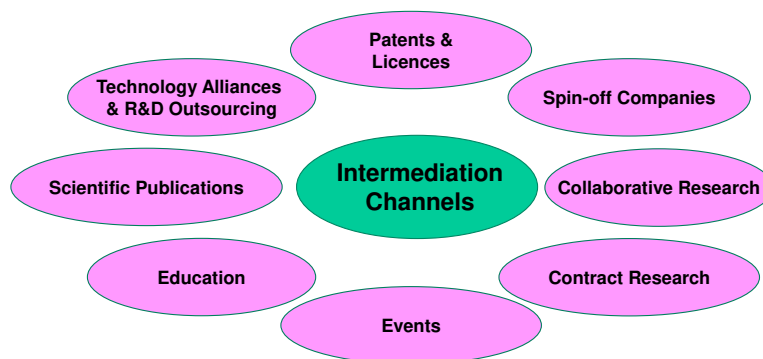 Patents &
Licences
Technology Alliances
& R&D Outsourcing
Spin-off Companies
Intermediation
Channels
Scientific Publications
Collaborative Research
Education
Contract Research
Events